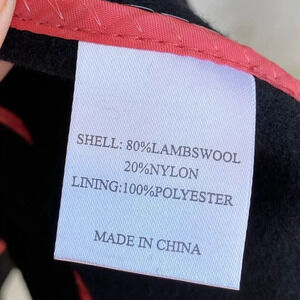 SHELL: 80%LAMBSWOOL
20%NYLON
LINING:100%POLYESTER
MADE IN CHINA